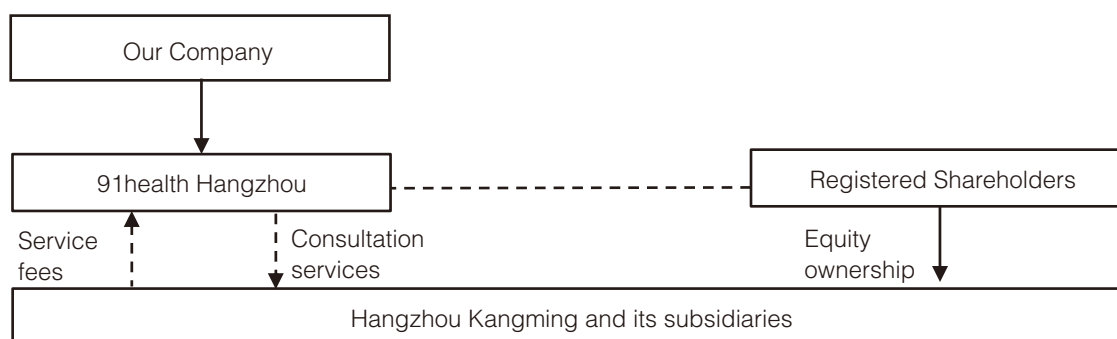 Our Company
91health Hangzhou
Registered Shareholders
Service
fees
Consultation
services
Equity
ownership
Hangzhou Kangming and its subsidiaries